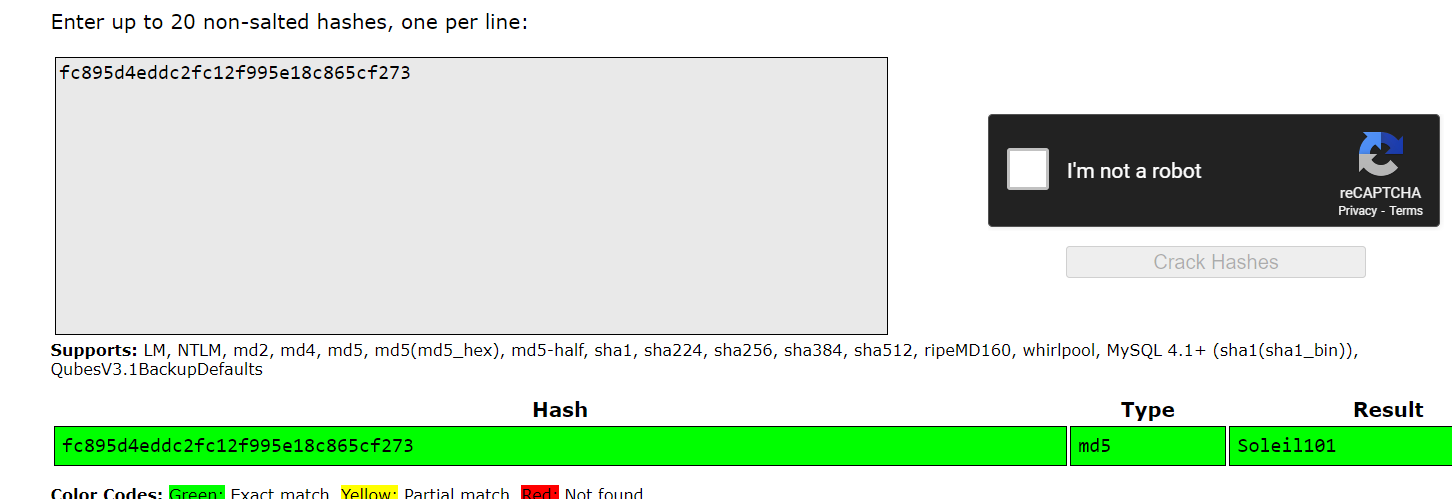 Enter up to 20 non-salted hashes, one per line:
fc895d4eddc2fc12f995e18c865cf273
I'm not a robot
reCAPTCHA
Privacy - Terms
Crack Hashes
Supports: LM, NTLM, md2, md4, md5, md5(md5_hex), md5-half, sha1, sha224, sha256, sha384, sha512, ripeMD160, whirlpool, MySQL 4.1+ (sha1(sha1_bin)),
QubesV3.1BackupDefaults
Hash Type Result
fc895d4eddc2fc12f995e18c865cf273 md5 Soleil101
Color Codes: Green: Exact match, Yellow: Partial match, Red: Not found